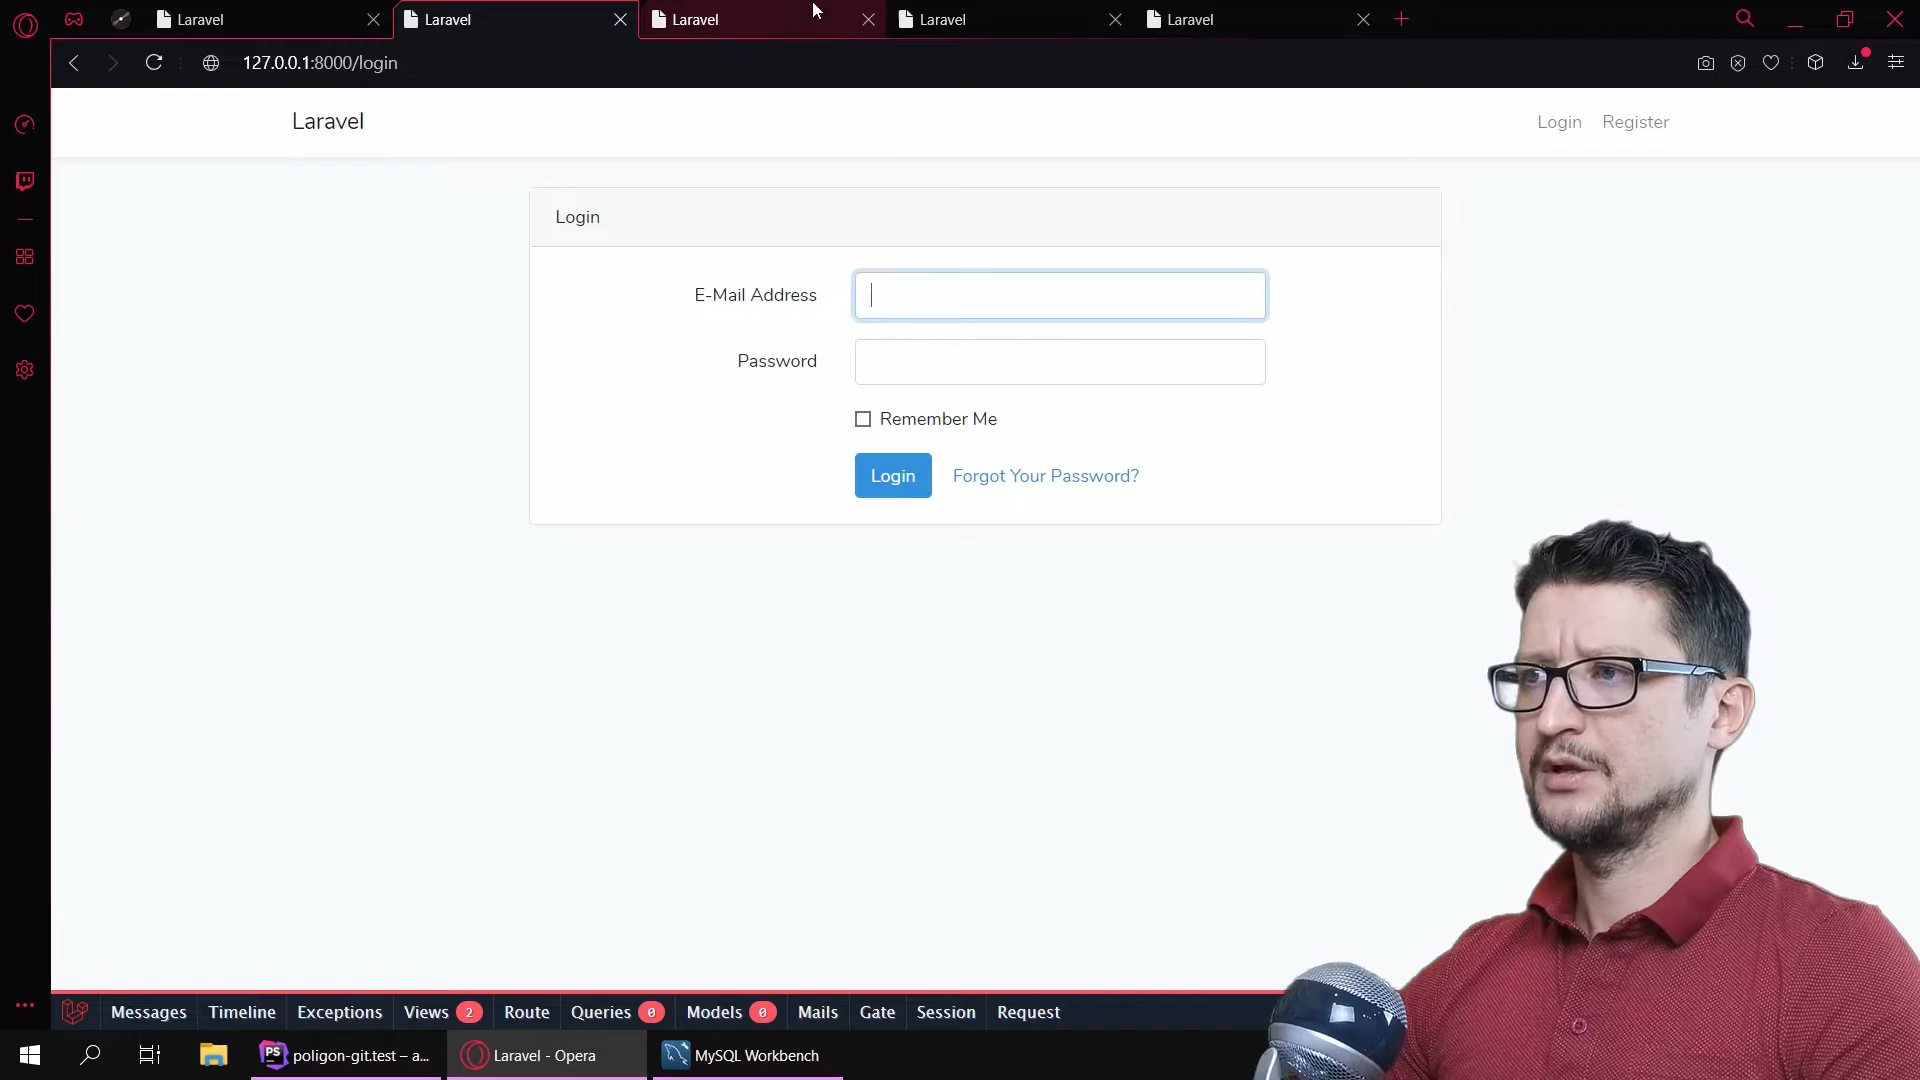 Laravel
Laravel
Laravel
Laravel
Laravel
127.0.0.1:8000/login
Laravel
Login
Register
Login
E-Mail Address
Password
Remember Me
Login
Forgot Your Password?
Messages
Timeline
Exceptions
Views 2
Route
Queries 0
Models 0
Mails
Gate
Session
Request
PS
poligon-git.test – a...
Laravel - Opera
MySQL Workbench